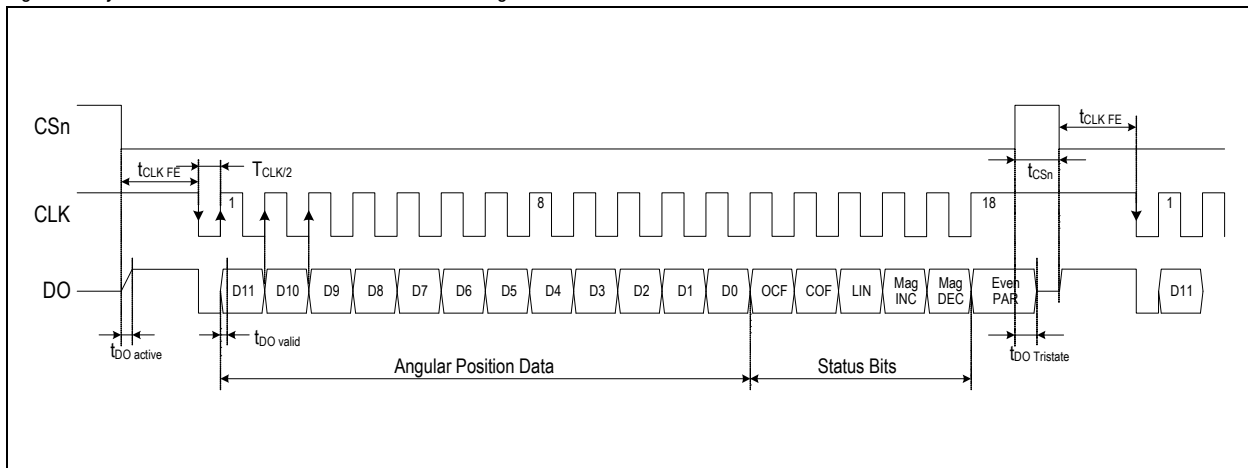 CSn
tCLK FE
tCSn
tCLK FE
TCLK/2
CLK
1
8
18
1
DO
D11
D10
D9
D8
D7
D6
D5
D4
D3
D2
D1
D0
OCF
COF
LIN
Mag
INC
Mag
DEC
Even
PAR
D11
tDO active
tDO valid
tDO Tristate
Angular Position Data
Status Bits